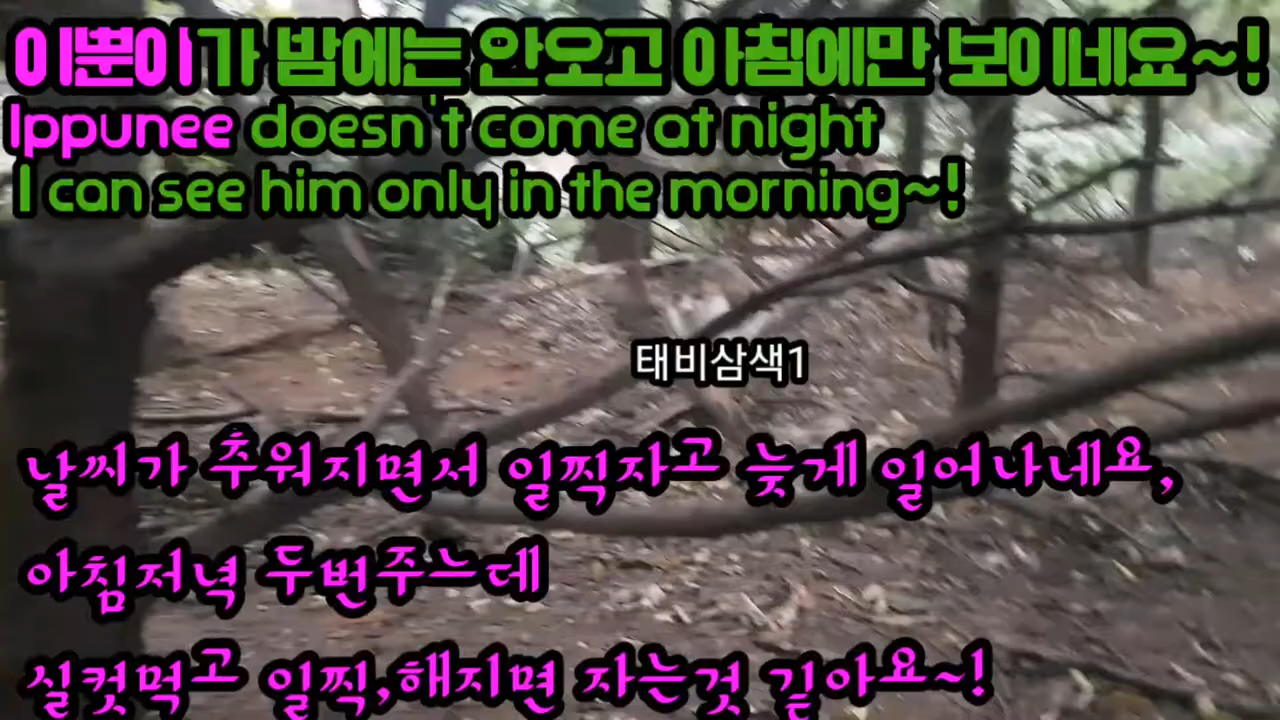 이뿐이가 밤에는 안오고 아침에만 보이네요~!
Ippunee doesn't come at night
I can see him only in the morning~!
태비삼색1
날씨가 추워지면서 일찍자고 늦게 일어나네요,
아침저녁 두번주는데
실컷먹고 일찍,해지면 자는것 같아요~!